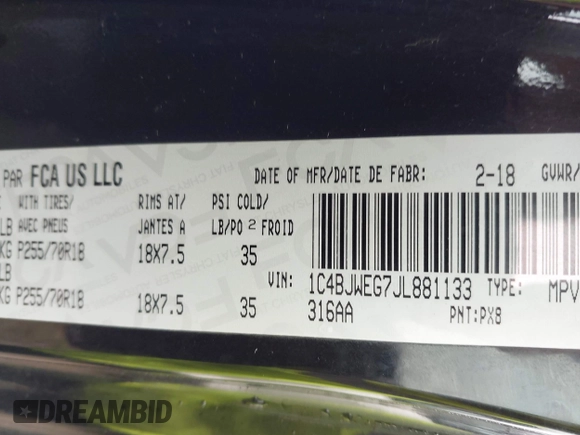 PAR FCA US LLC DATE OF MFR/DATE DE FABR: 2-18 GVWR/
WITH TIRES/ RIMS AT/ PSI COLD/
LB AVEC PNEUS JANTES A LB/PO 2 FROID
KG P255/70R18 18X7.5 35
LB VIN: 1C4BJWEG7JL881133 TYPE: MPV
KG P255/70R18 18X7.5 35 316AA PNT:PX8
DREAMBID